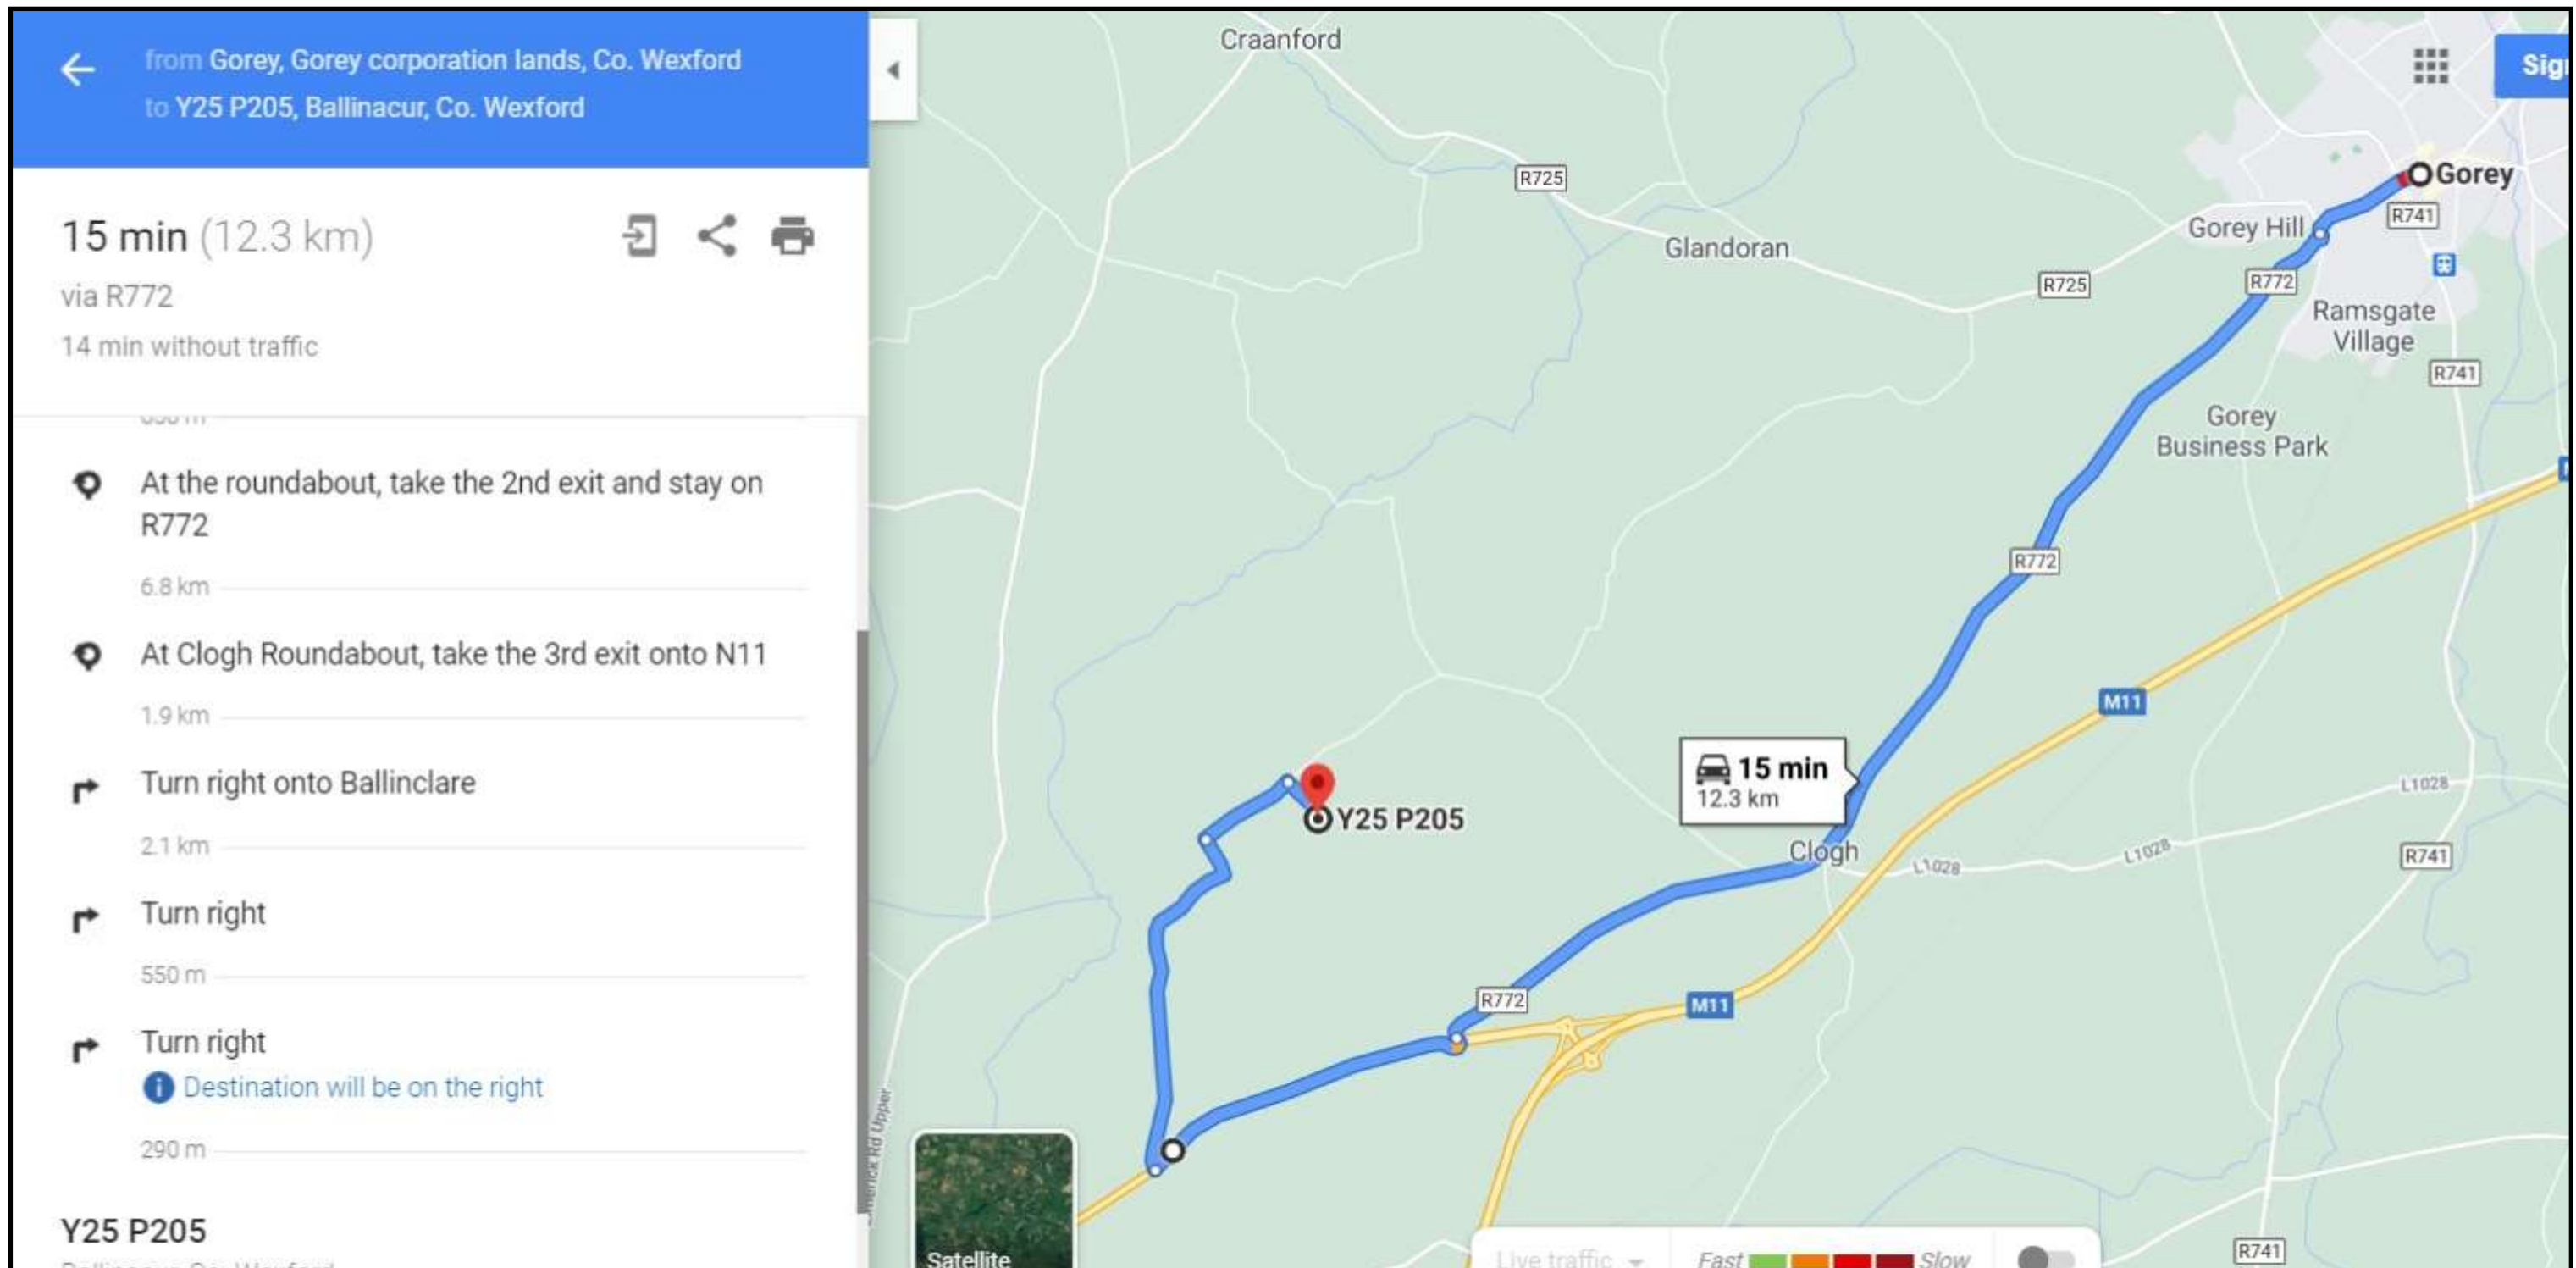 from Gorey, Gorey corporation lands, Co. Wexford
to Y25 P205, Ballinacur, Co. Wexford
15 min (12.3 km)
via R772
14 min without traffic
At the roundabout, take the 2nd exit and stay on
R772
6.8 km
At Clogh Roundabout, take the 3rd exit onto N11
1.9 km
Turn right onto Ballinclare
2.1 km
Turn right
550 m
Turn right
Destination will be on the right
290 m
Y25 P205
Craanford
Sig
R725
Gorey
R741
Gorey Hill
Glandoran
R725
R772
Ramsgate
Village
R741
Gorey
Business Park
R772
M11
15 min
12.3 km
Y25 P205
L1028
Clogh
L1028
L1028
R741
R772
M11
Rd Upper
Satellite
Live traffic
Fast
Slow
R741